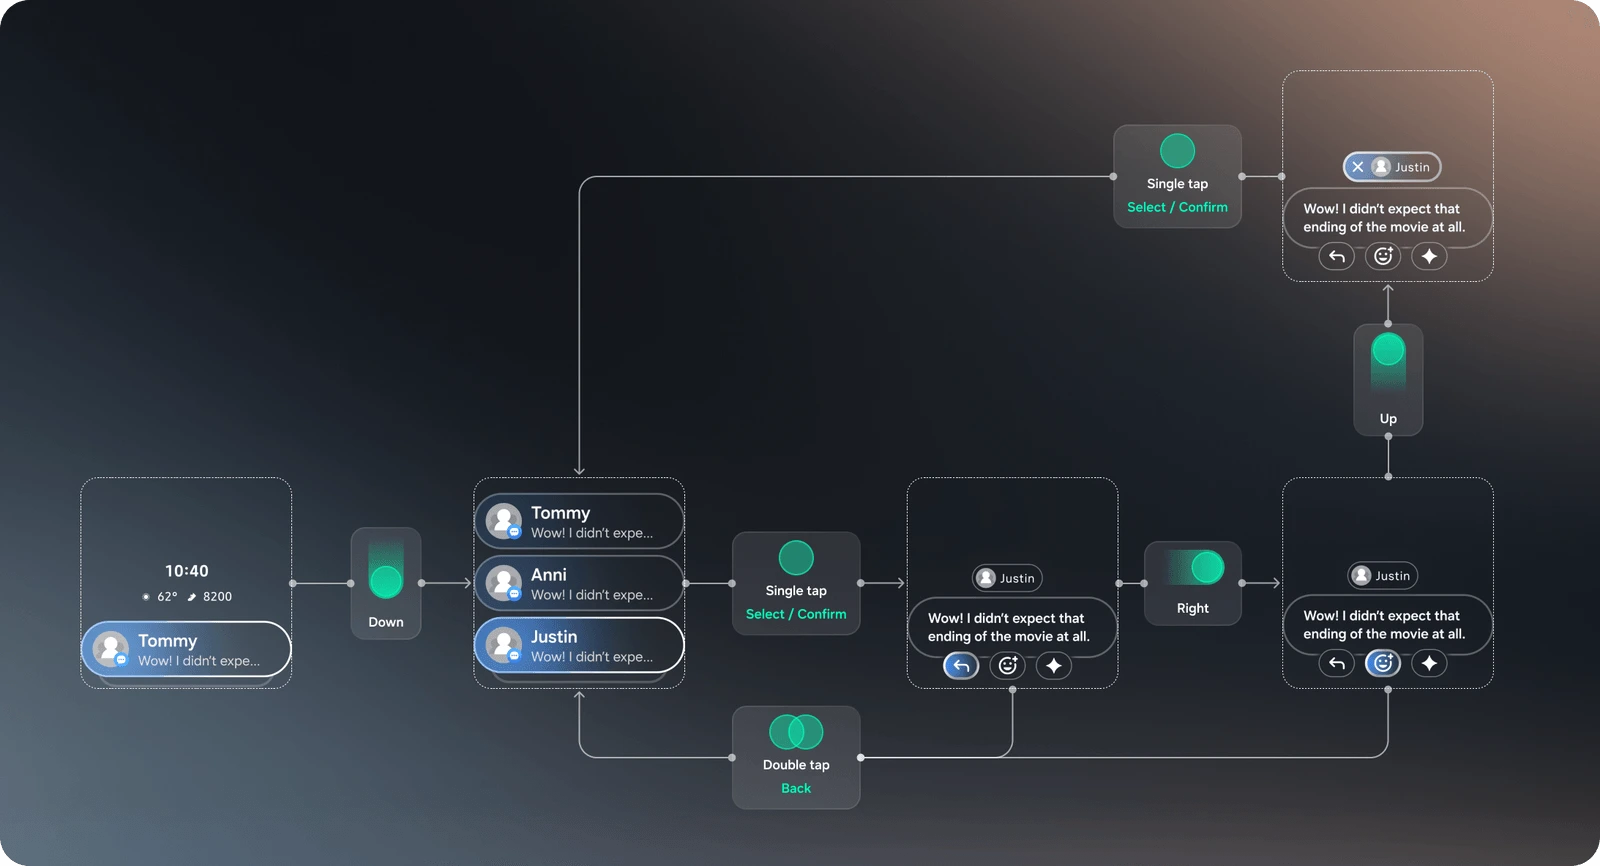 Single tap
Select / Confirm
Justin
Wow! I didn't expect that
ending of the movie at all.
Up
10:40
62° 8200
Tommy
Wow! I didn't expe...
Down
Tommy
Wow! I didn't expe...
Anni
Wow! I didn't expe...
Justin
Wow! I didn't expe...
Single tap
Select / Confirm
Justin
Wow! I didn't expect that
ending of the movie at all.
Right
Justin
Wow! I didn't expect that
ending of the movie at all.
Double tap
Back